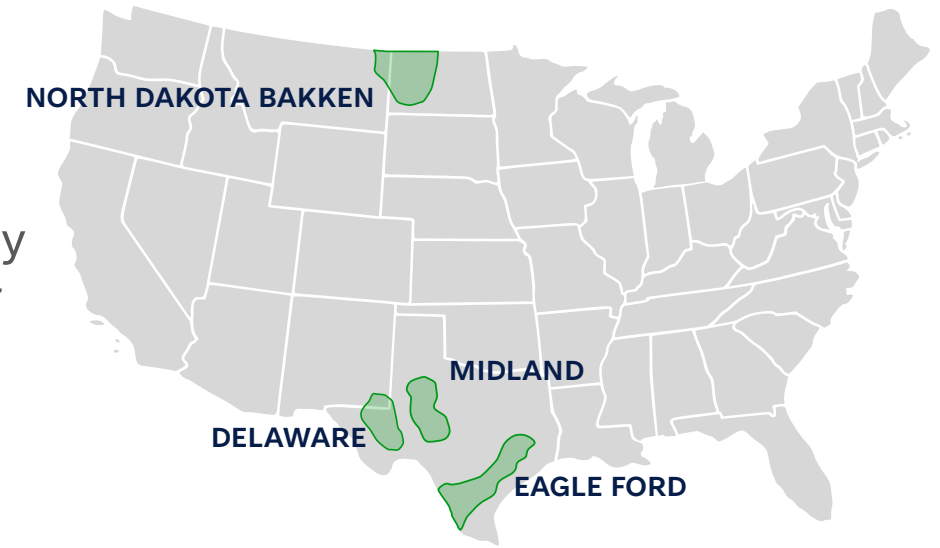 NORTH DAKOTA BAKKEN
y
MIDLAND
DELAWARE
EAGLE FORD